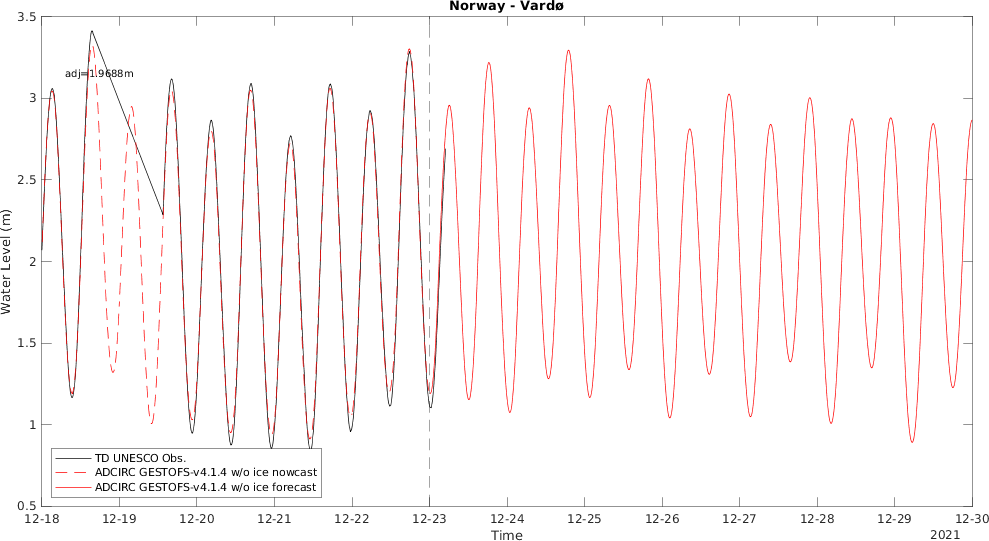 Norway - Vardø
3.5
3
2.5
2
1.5
1
0.5
Water Level (m)
adj=1.9688m
TD UNESCO Obs.
ADCIRC GESTOFS-v4.1.4 w/o ice nowcast
ADCIRC GESTOFS-v4.1.4 w/o ice forecast
12-18 12-19 12-20 12-21 12-22 12-23 12-24 12-25 12-26 12-27 12-28 12-29 12-30
Time
2021